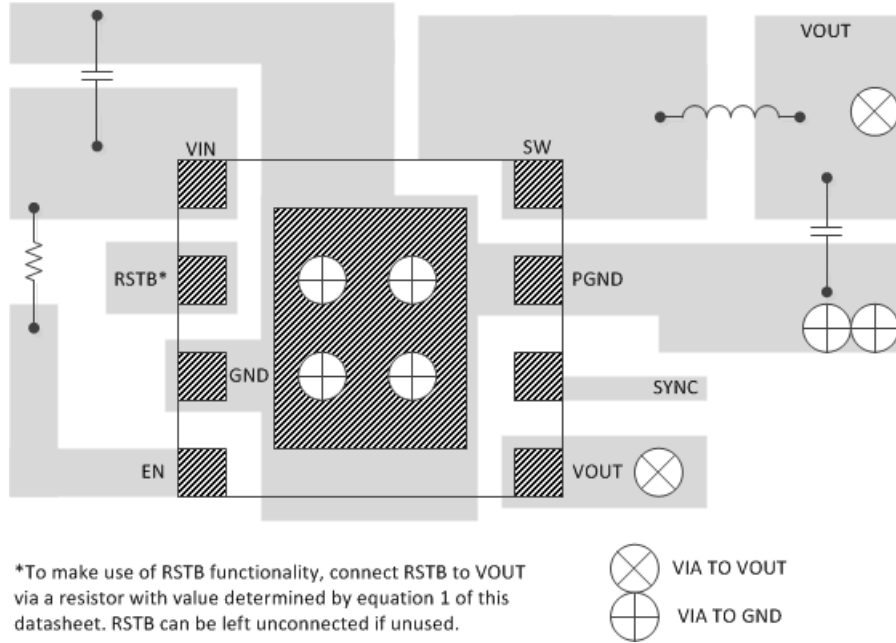 VOUT
VIN
SW
RSTB*
PGND
GND
SYNC
EN
VOUT
*To make use of RSTB functionality, connect RSTB to VOUT
via a resistor with value determined by equation 1 of this
datasheet. RSTB can be left unconnected if unused.
VIA TO VOUT
VIA TO GND